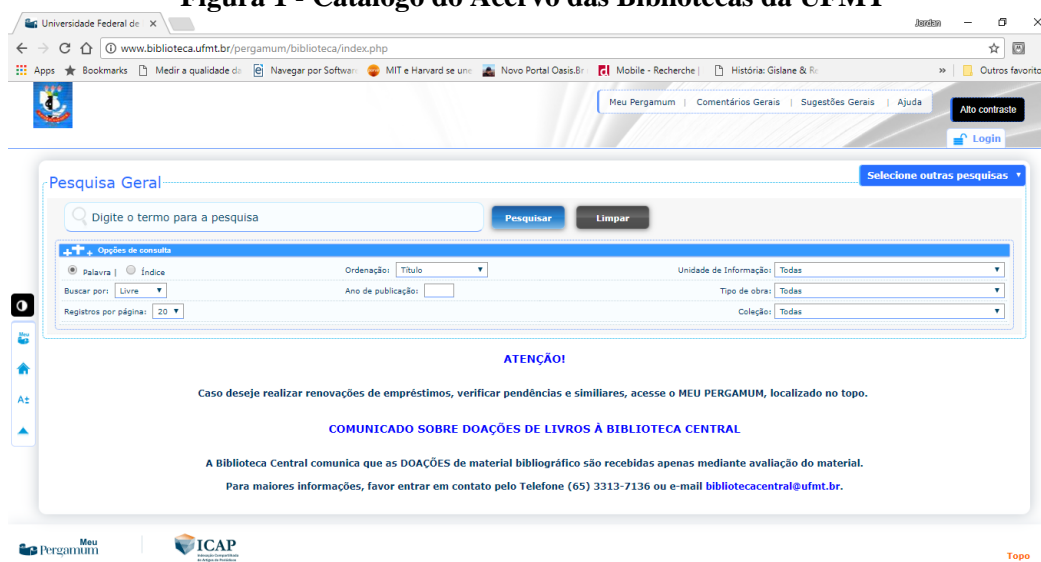 Figura 1 - Catálogo do Acervo das Bibliotecas da UFMT
Universidade Federal de
Jordan
www.biblioteca.ufmt.br/pergamum/biblioteca/index.php
Apps Bookmarks Medir a qualidade da Navegar por Softwar MIT e Harvard se une Novo Portal Oasis.Br Mobile - Recherche | História: Gislane & Re » Outros favorito
Meu Pergamum | Comentários Gerais | Sugestões Gerais | Ajuda
Alto contraste
Login
Selecione outras pesquisas
Pesquisa Geral
Digite o termo para a pesquisa Pesquisar Limpar
Opções de consulta
Palavra | Índice Ordenação: Título Unidade de Informação: Todas
Buscar por: Livre Ano de publicação: Tipo de obra: Todas
Registros por página: 20 Coleção: Todas
Meu
A±
ATENÇÃO!
Caso deseje realizar renovações de empréstimos, verificar pendências e similiares, acesse o MEU PERGAMUM, localizado no topo.
COMUNICADO SOBRE DOAÇÕES DE LIVROS À BIBLIOTECA CENTRAL
A Biblioteca Central comunica que as DOAÇÕES de material bibliográfico são recebidas apenas mediante avaliação do material.
Para maiores informações, favor entrar em contato pelo Telefone (65) 3313-7136 ou e-mail bibliotecacentral@ufmt.br.
Meu
Pergamum
ICAP
Topo